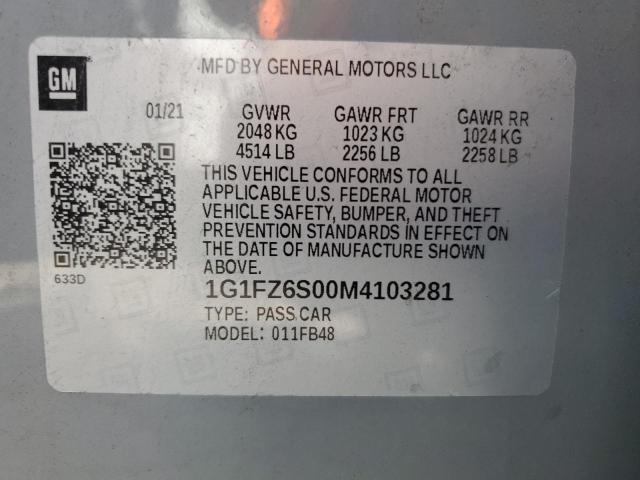 GM
MFD BY GENERAL MOTORS LLC
01/21 GVWR GAWR FRT GAWR RR
2048 KG 1023 KG 1024 KG
4514 LB 2256 LB 2258 LB
THIS VEHICLE CONFORMS TO ALL
APPLICABLE U.S. FEDERAL MOTOR
VEHICLE SAFETY, BUMPER, AND THEFT
PREVENTION STANDARDS IN EFFECT ON
THE DATE OF MANUFACTURE SHOWN
ABOVE.
633D
1G1FZ6S00M4103281
TYPE: PASS CAR
MODEL: 011FB48